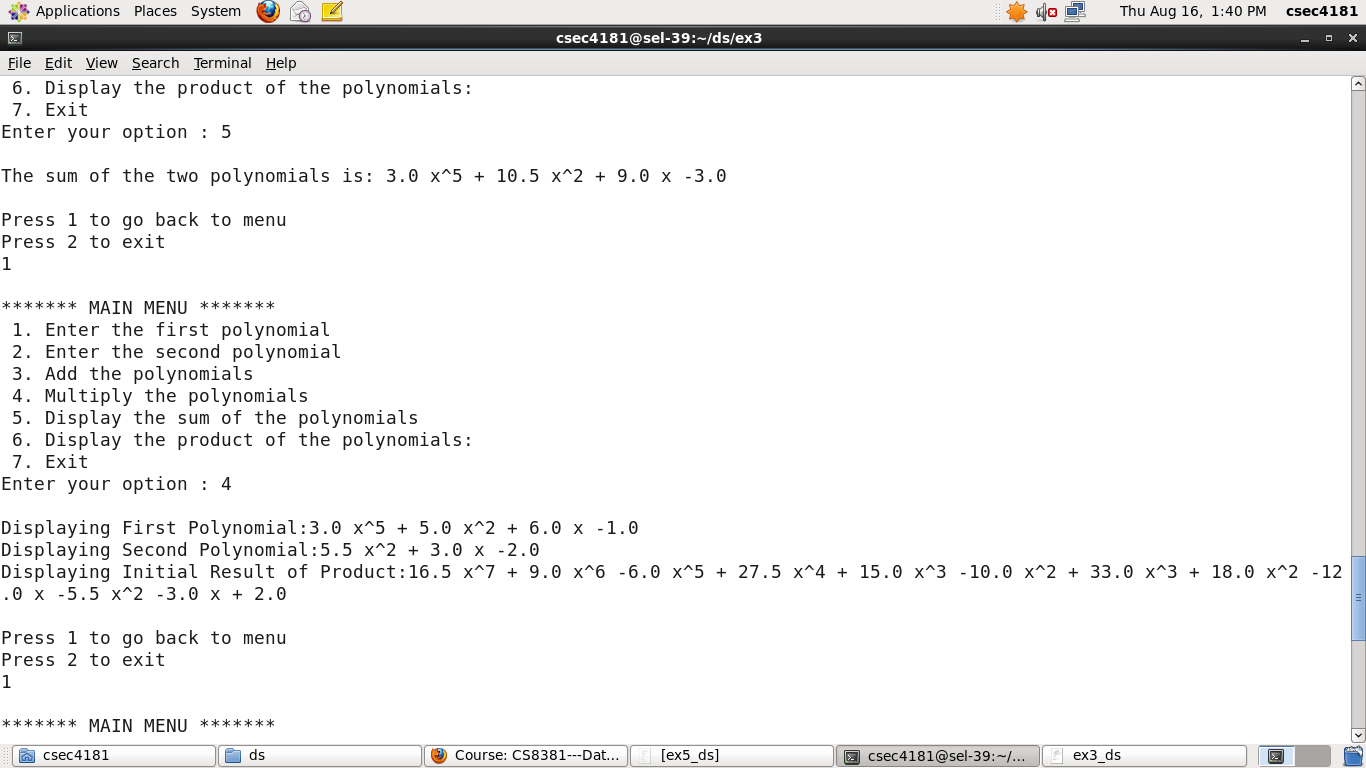 Applications Places System Thu Aug 16, 1:40 PM csec4181
csec4181@sel-39:~/ds/ex3
File Edit View Search Terminal Help
6. Display the product of the polynomials:
7. Exit
Enter your option : 5
The sum of the two polynomials is: 3.0 x^5 + 10.5 x^2 + 9.0 x -3.0
Press 1 to go back to menu
Press 2 to exit
1
******* MAIN MENU *******
1. Enter the first polynomial
2. Enter the second polynomial
3. Add the polynomials
4. Multiply the polynomials
5. Display the sum of the polynomials
6. Display the product of the polynomials:
7. Exit
Enter your option : 4
Displaying First Polynomial:3.0 x^5 + 5.0 x^2 + 6.0 x -1.0
Displaying Second Polynomial:5.5 x^2 + 3.0 x -2.0
Displaying Initial Result of Product:16.5 x^7 + 9.0 x^6 -6.0 x^5 + 27.5 x^4 + 15.0 x^3 -10.0 x^2 + 33.0 x^3 + 18.0 x^2 -12
.0 x -5.5 x^2 -3.0 x + 2.0
Press 1 to go back to menu
Press 2 to exit
1
******* MAIN MENU *******
csec4181 ds Course: CS8381---Dat... [ex5_ds] csec4181@sel-39:~/... ex3_ds